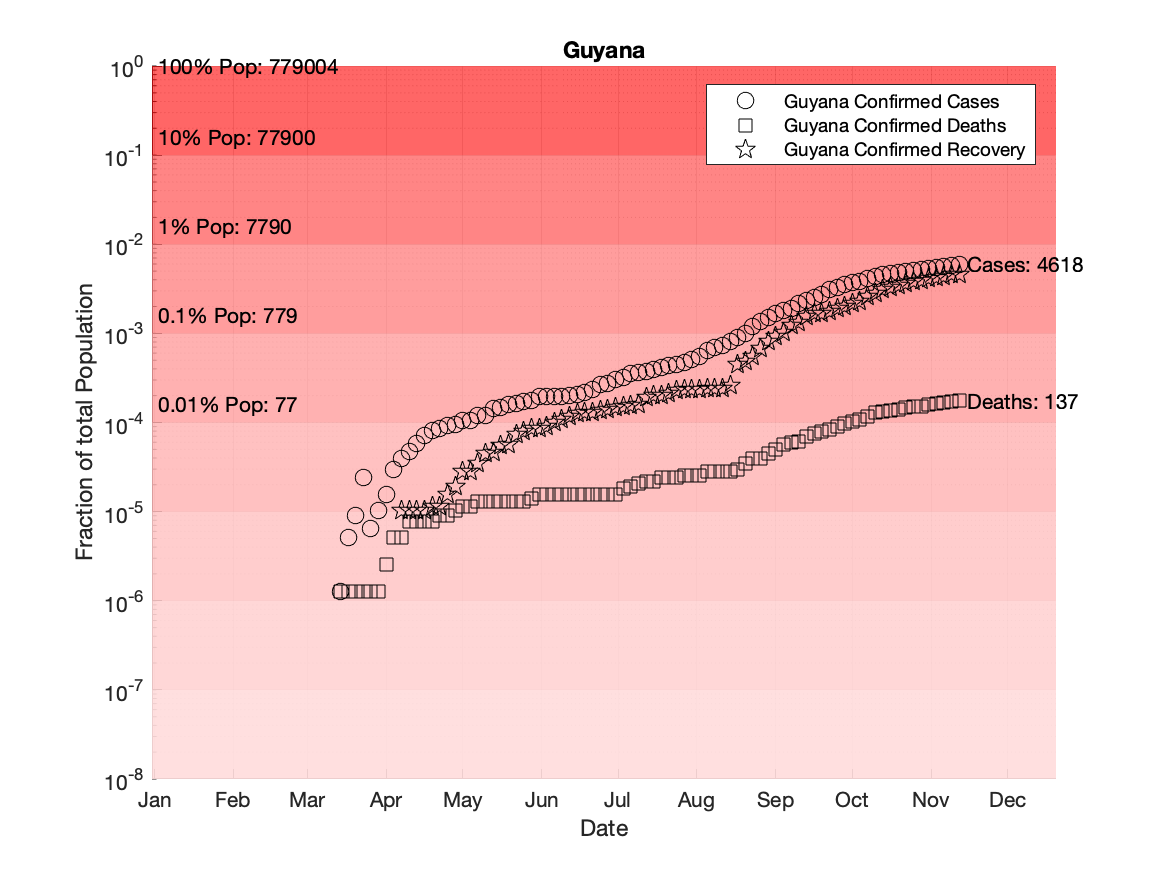 Guyana
10^0
100% Pop: 779004
Guyana Confirmed Cases
Guyana Confirmed Deaths
10% Pop: 77900
Guyana Confirmed Recovery
10^-1
1% Pop: 7790
10^-2
Cases: 4618
0.1% Pop: 779
10^-3
0.01% Pop: 77
Deaths: 137
10^-4
10^-5
10^-6
10^-7
10^-8
Fraction of total Population
Jan Feb Mar Apr May Jun Jul Aug Sep Oct Nov Dec
Date